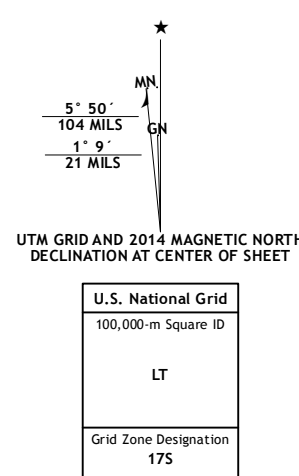 ★
MN
5° 50´
104 MILS
GN
1° 9´
21 MILS
UTM GRID AND 2014 MAGNETIC NORTH
DECLINATION AT CENTER OF SHEET
U.S. National Grid
100,000-m Square ID
LT
Grid Zone Designation
17S